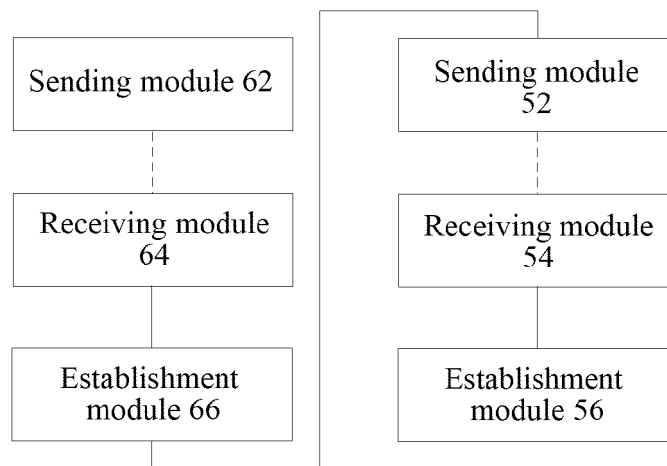 Sending module 62
Receiving module
64
Establishment
module 66
Sending module
52
Receiving module
54
Establishment
module 56